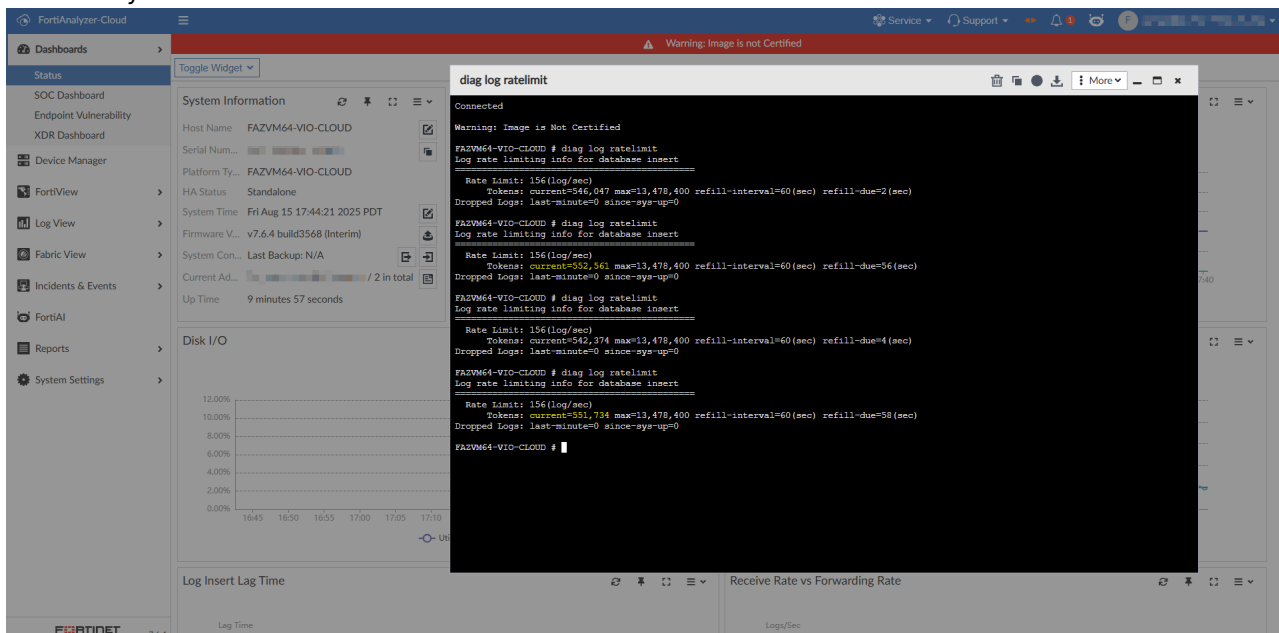 FortiAnalyzer-Cloud
Service
Support
F
Dashboards
Warning: Image is not Certified
Status
SOC Dashboard
Endpoint Vulnerability
XDR Dashboard
Device Manager
FortiView
Log View
Fabric View
Incidents & Events
FortiAI
Reports
System Settings
Toggle Widget
System Information
Host Name FAZVM64-VIO-CLOUD
Serial Num...
Platform Ty... FAZVM64-VIO-CLOUD
HA Status Standalone
System Time Fri Aug 15 17:44:21 2025 PDT
Firmware V... v7.6.4 build3568 (Interim)
System Con... Last Backup: N/A
Current Ad... / 2 in total
Up Time 9 minutes 57 seconds
Disk I/O
12.00%
10.00%
8.00%
6.00%
4.00%
2.00%
0.00%
16:45 16:50 16:55 17:00 17:05 17:10
Uti
diag log ratelimit
More
Connected
Warning: Image is Not Certified
FAZVM64-VIO-CLOUD # diag log ratelimit
Log rate limiting info for database insert
Rate Limit: 156(log/sec)
Tokens: current=546,047 max=13,478,400 refill-interval=60(sec) refill-due=2(sec)
Dropped Logs: last-minute=0 since-sys-up=0
FAZVM64-VIO-CLOUD # diag log ratelimit
Log rate limiting info for database insert
Rate Limit: 156(log/sec)
Tokens: current=552,561 max=13,478,400 refill-interval=60(sec) refill-due=56(sec)
Dropped Logs: last-minute=0 since-sys-up=0
FAZVM64-VIO-CLOUD # diag log ratelimit
Log rate limiting info for database insert
Rate Limit: 156(log/sec)
Tokens: current=542,374 max=13,478,400 refill-interval=60(sec) refill-due=4(sec)
Dropped Logs: last-minute=0 since-sys-up=0
FAZVM64-VIO-CLOUD # diag log ratelimit
Log rate limiting info for database insert
Rate Limit: 156(log/sec)
Tokens: current=551,734 max=13,478,400 refill-interval=60(sec) refill-due=58(sec)
Dropped Logs: last-minute=0 since-sys-up=0
FAZVM64-VIO-CLOUD #
7:40
Log Insert Lag Time
Lag Time
Receive Rate vs Forwarding Rate
Logs/Sec
FORTINET